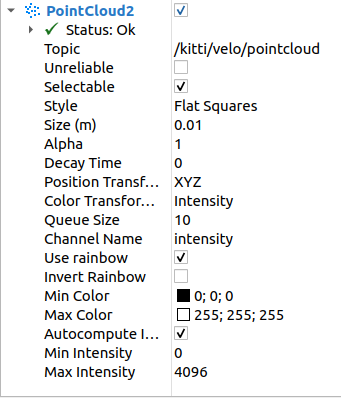 PointCloud2
Status: Ok
Topic /kitti/velo/pointcloud
Unreliable
Selectable
Style Flat Squares
Size (m) 0.01
Alpha 1
Decay Time 0
Position Transf... XYZ
Color Transfor... Intensity
Queue Size 10
Channel Name intensity
Use rainbow
Invert Rainbow
Min Color 0; 0; 0
Max Color 255; 255; 255
Autocompute I...
Min Intensity 0
Max Intensity 4096